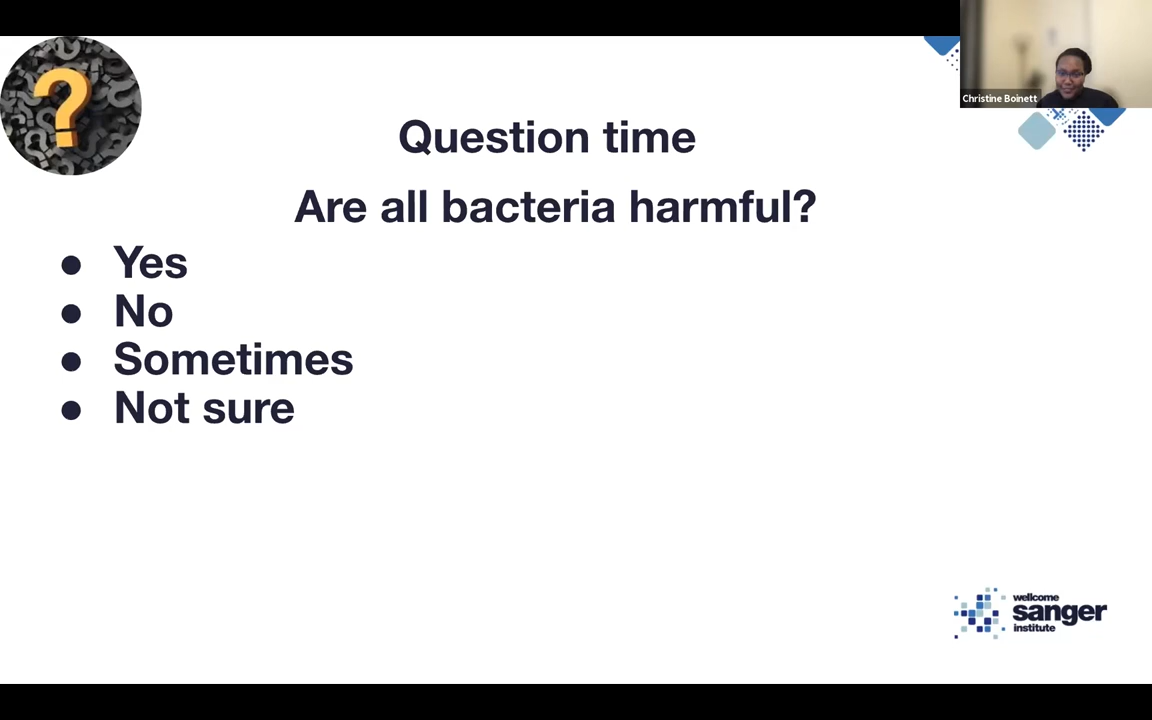 Christine Boinett
Question time
Are all bacteria harmful?
● Yes
● No
● Sometimes
● Not sure
wellcome
sanger
institute